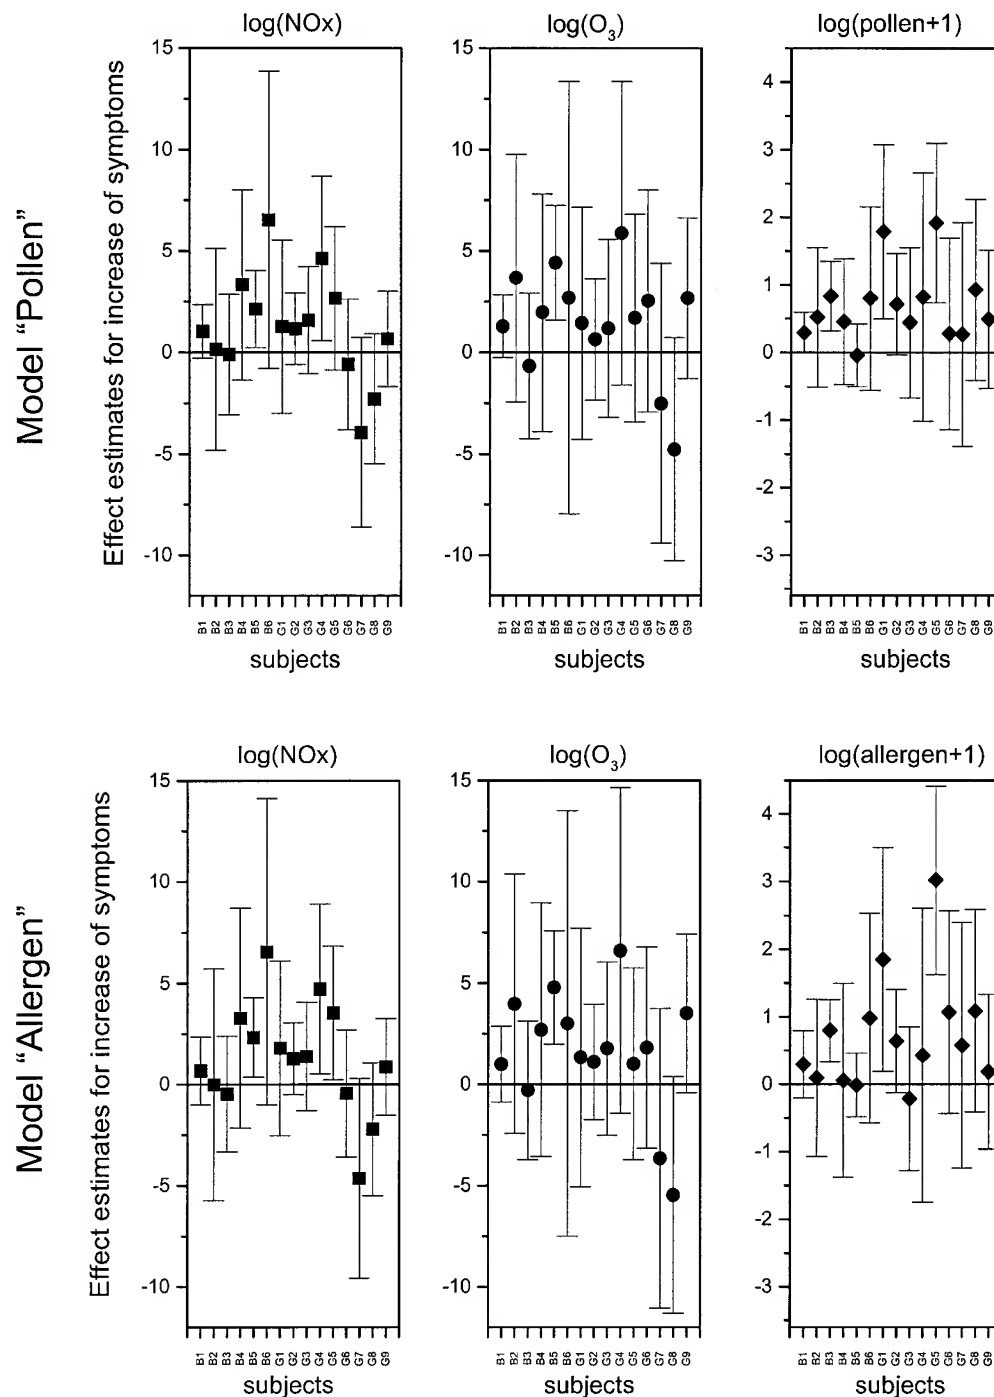 log(NOx)
log(O3)
log(pollen+1)
Model “Pollen”
Effect estimates for increase of symptoms
15
10
5
0
-5
-10
B1 B2 B3 B4 B5 B6 G1 G2 G3 G4 G5 G6 G7 G8 G9
subjects
15
10
5
0
-5
-10
B1 B2 B3 B4 B5 B6 G1 G2 G3 G4 G5 G6 G7 G8 G9
subjects
4
3
2
1
0
-1
-2
-3
B1 B2 B3 B4 B5 B6 G1 G2 G3 G4 G5 G6 G7 G8 G9
subjects
log(NOx)
log(O3)
log(allergen+1)
Model “Allergen”
Effect estimates for increase of symptoms
15
10
5
0
-5
-10
B1 B2 B3 B4 B5 B6 G1 G2 G3 G4 G5 G6 G7 G8 G9
subjects
15
10
5
0
-5
-10
B1 B2 B3 B4 B5 B6 G1 G2 G3 G4 G5 G6 G7 G8 G9
subjects
4
3
2
1
0
-1
-2
-3
B1 B2 B3 B4 B5 B6 G1 G2 G3 G4 G5 G6 G7 G8 G9
subjects